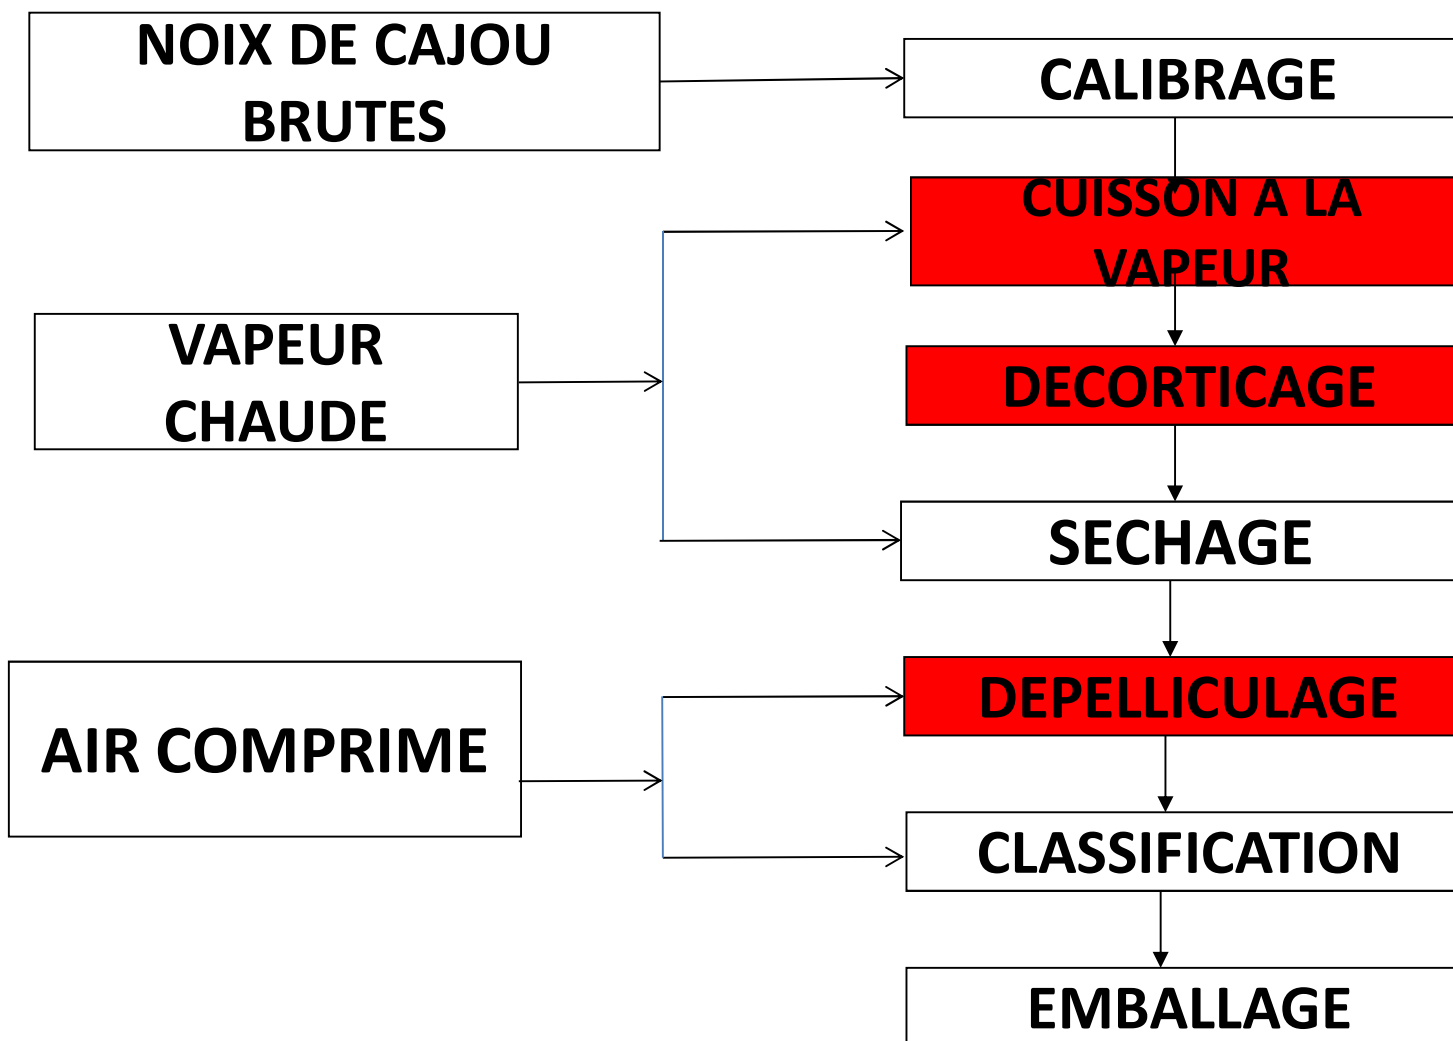 NOIX DE CAJOU
BRUTES
CALIBRAGE
CUISSON A LA
VAPEUR
VAPEUR
CHAUDE
DECORTICAGE
SECHAGE
DEPELLICULAGE
AIR COMPRIME
CLASSIFICATION
EMBALLAGE